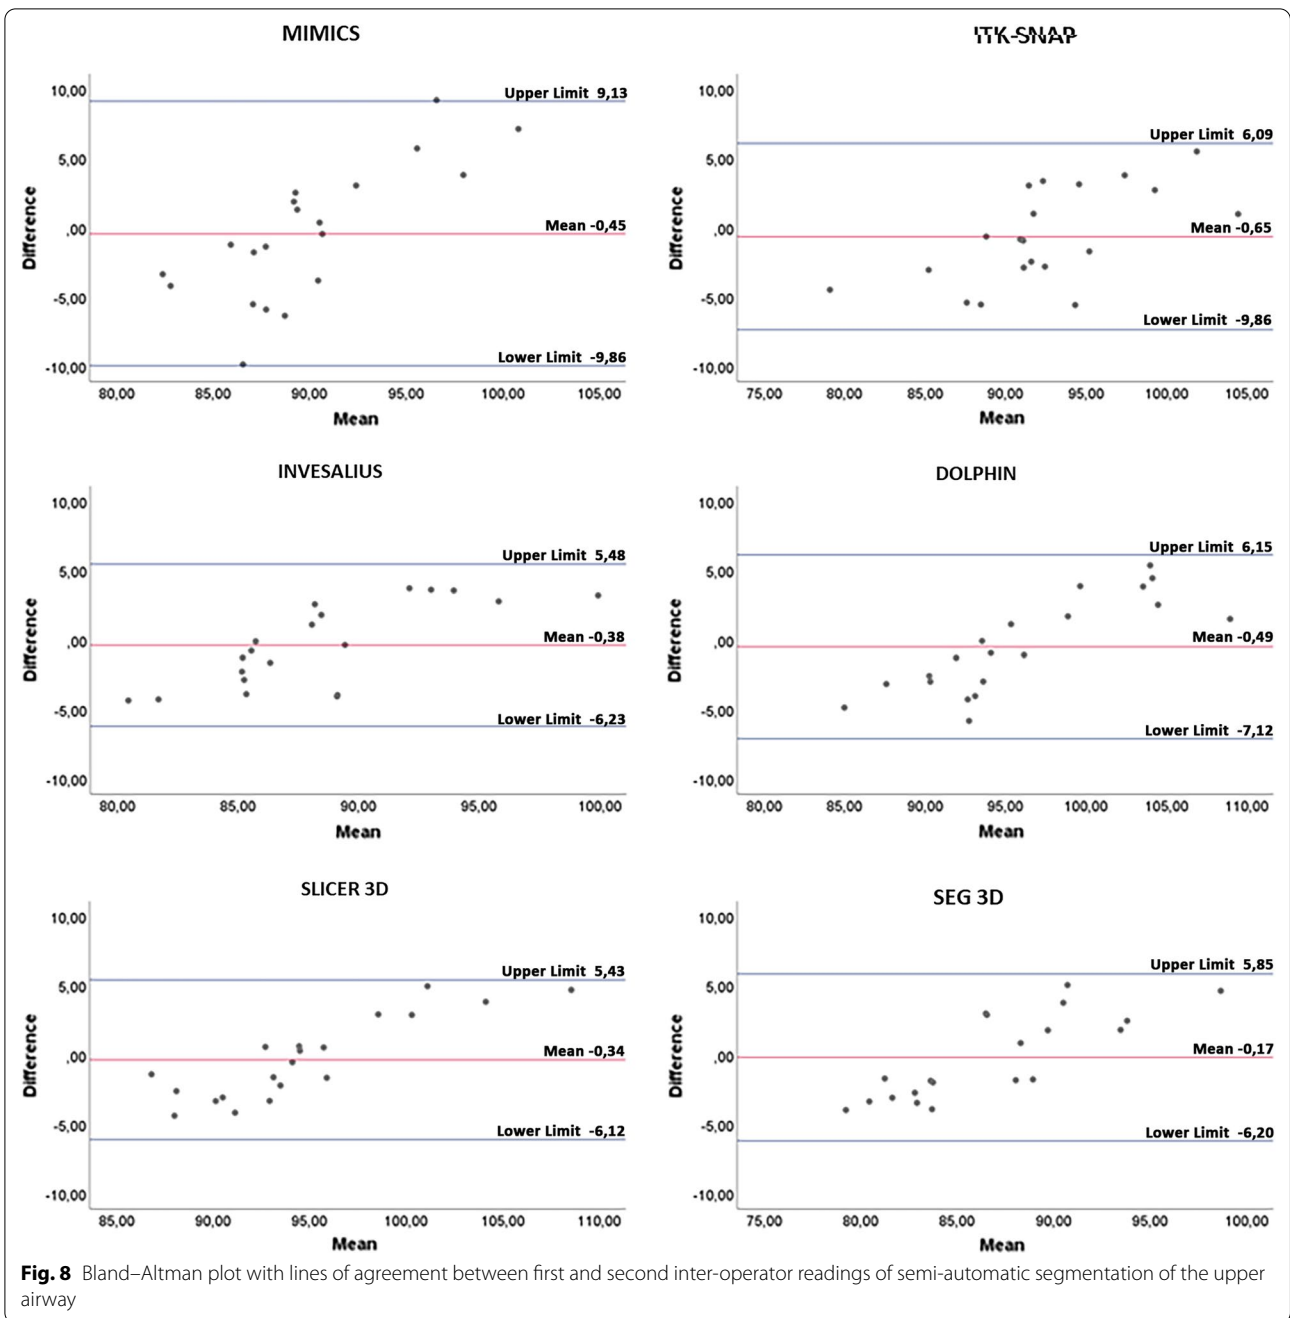 MIMICS
10,00
5,00
,00
-5,00
-10,00
Difference
Upper Limit 9,13
Mean -0,45
Lower Limit -9,86
80,00 85,00 90,00 95,00 100,00 105,00
Mean
ITK-SNAP
10,00
5,00
,00
-5,00
-10,00
Difference
Upper Limit 6,09
Mean -0,65
Lower Limit -9,86
75,00 80,00 85,00 90,00 95,00 100,00 105,00
Mean
INVESALIUS
10,00
5,00
,00
-5,00
-10,00
Difference
Upper Limit 5,48
Mean -0,38
Lower Limit -6,23
80,00 85,00 90,00 95,00 100,00
Mean
DOLPHIN
10,00
5,00
,00
-5,00
-10,00
Difference
Upper Limit 6,15
Mean -0,49
Lower Limit -7,12
80,00 85,00 90,00 95,00 100,00 105,00 110,00
Mean
SLICER 3D
10,00
5,00
,00
-5,00
-10,00
Difference
Upper Limit 5,43
Mean -0,34
Lower Limit -6,12
85,00 90,00 95,00 100,00 105,00 110,00
Mean
SEG 3D
10,00
5,00
,00
-5,00
-10,00
Difference
Upper Limit 5,85
Mean -0,17
Lower Limit -6,20
75,00 80,00 85,00 90,00 95,00 100,00
Mean
Fig. 8 Bland–Altman plot with lines of agreement between first and second inter-operator readings of semi-automatic segmentation of the upper
airway